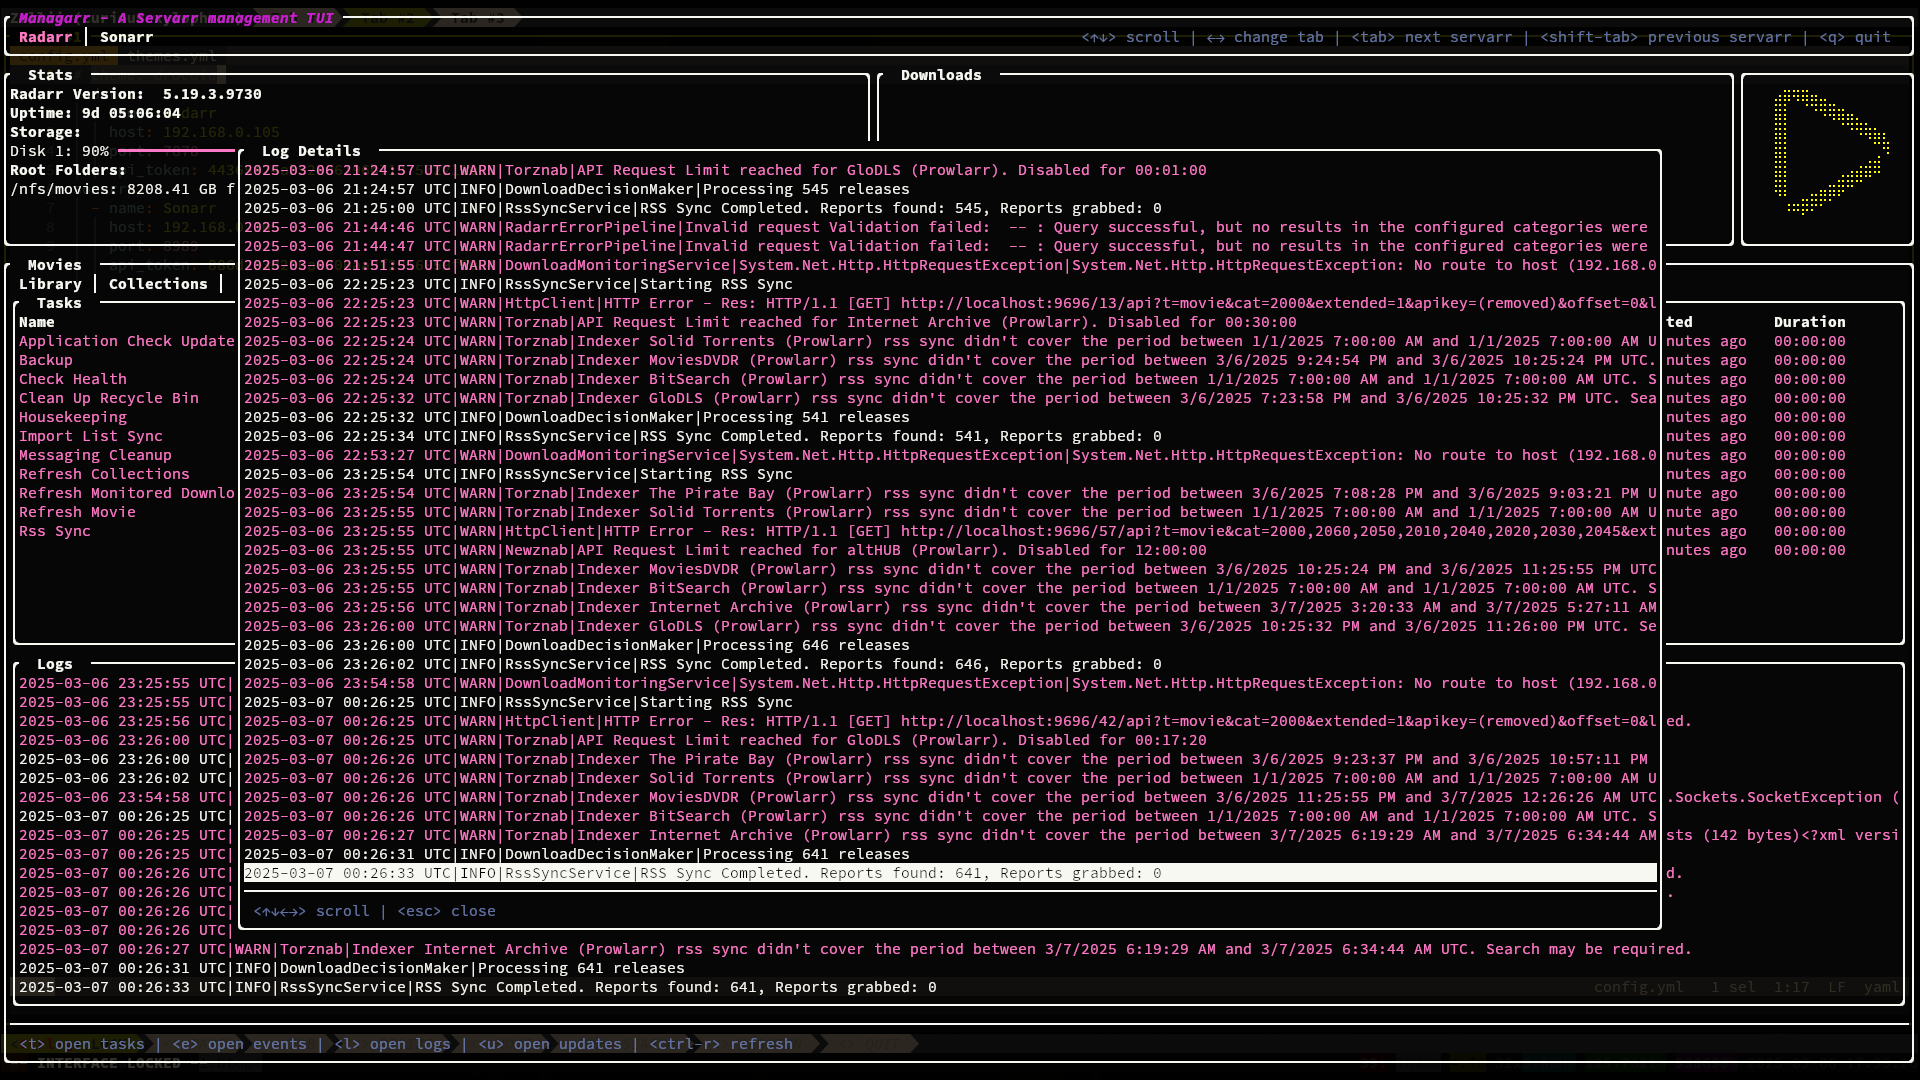 Managarr - A Servarr management TUI
Radarr | Sonarr
<↑↓> scroll | ←→ change tab | <tab> next servarr | <shift-tab> previous servarr | <q> quit
Stats
Radarr Version:  5.19.3.9730
Uptime: 9d 05:06:04
Storage:
Disk 1: 90%
Root Folders:
/nfs/movies: 8208.41 GB f
Downloads
Movies
Library | Collections |
Tasks
Name
Application Check Update
Backup
Check Health
Clean Up Recycle Bin
Housekeeping
Import List Sync
Messaging Cleanup
Refresh Collections
Refresh Monitored Downlo
Refresh Movie
Rss Sync
Log Details
2025-03-06 21:24:57 UTC|WARN|Torznab|API Request Limit reached for GloDLS (Prowlarr). Disabled for 00:01:00
2025-03-06 21:24:57 UTC|INFO|DownloadDecisionMaker|Processing 545 releases
2025-03-06 21:25:00 UTC|INFO|RssSyncService|RSS Sync Completed. Reports found: 545, Reports grabbed: 0
2025-03-06 21:44:46 UTC|WARN|RadarrErrorPipeline|Invalid request Validation failed:  -- : Query successful, but no results in the configured categories were
2025-03-06 21:44:47 UTC|WARN|RadarrErrorPipeline|Invalid request Validation failed:  -- : Query successful, but no results in the configured categories were
2025-03-06 21:51:55 UTC|WARN|DownloadMonitoringService|System.Net.Http.HttpRequestException|System.Net.Http.HttpRequestException: No route to host (192.168.0
2025-03-06 22:25:23 UTC|INFO|RssSyncService|Starting RSS Sync
2025-03-06 22:25:23 UTC|WARN|HttpClient|HTTP Error - Res: HTTP/1.1 [GET] http://localhost:9696/13/api?t=movie&cat=2000&extended=1&apikey=(removed)&offset=0&l
2025-03-06 22:25:23 UTC|WARN|Torznab|API Request Limit reached for Internet Archive (Prowlarr). Disabled for 00:30:00
2025-03-06 22:25:24 UTC|WARN|Torznab|Indexer Solid Torrents (Prowlarr) rss sync didn't cover the period between 1/1/2025 7:00:00 AM and 1/1/2025 7:00:00 AM U
2025-03-06 22:25:24 UTC|WARN|Torznab|Indexer MoviesDVDR (Prowlarr) rss sync didn't cover the period between 3/6/2025 9:24:54 PM and 3/6/2025 10:25:24 PM UTC.
2025-03-06 22:25:24 UTC|WARN|Torznab|Indexer BitSearch (Prowlarr) rss sync didn't cover the period between 1/1/2025 7:00:00 AM and 1/1/2025 7:00:00 AM UTC. S
2025-03-06 22:25:32 UTC|WARN|Torznab|Indexer GloDLS (Prowlarr) rss sync didn't cover the period between 3/6/2025 7:23:58 PM and 3/6/2025 10:25:32 PM UTC. Sea
2025-03-06 22:25:32 UTC|INFO|DownloadDecisionMaker|Processing 541 releases
2025-03-06 22:25:34 UTC|INFO|RssSyncService|RSS Sync Completed. Reports found: 541, Reports grabbed: 0
2025-03-06 22:53:27 UTC|WARN|DownloadMonitoringService|System.Net.Http.HttpRequestException|System.Net.Http.HttpRequestException: No route to host (192.168.0
2025-03-06 23:25:54 UTC|INFO|RssSyncService|Starting RSS Sync
2025-03-06 23:25:54 UTC|WARN|Torznab|Indexer The Pirate Bay (Prowlarr) rss sync didn't cover the period between 3/6/2025 7:08:28 PM and 3/6/2025 9:03:21 PM U
2025-03-06 23:25:55 UTC|WARN|Torznab|Indexer Solid Torrents (Prowlarr) rss sync didn't cover the period between 1/1/2025 7:00:00 AM and 1/1/2025 7:00:00 AM U
2025-03-06 23:25:55 UTC|WARN|HttpClient|HTTP Error - Res: HTTP/1.1 [GET] http://localhost:9696/57/api?t=movie&cat=2000,2060,2050,2010,2040,2020,2030,2045&ext
2025-03-06 23:25:55 UTC|WARN|Newznab|API Request Limit reached for altHUB (Prowlarr). Disabled for 12:00:00
2025-03-06 23:25:55 UTC|WARN|Torznab|Indexer MoviesDVDR (Prowlarr) rss sync didn't cover the period between 3/6/2025 10:25:24 PM and 3/6/2025 11:25:55 PM UTC
2025-03-06 23:25:55 UTC|WARN|Torznab|Indexer BitSearch (Prowlarr) rss sync didn't cover the period between 1/1/2025 7:00:00 AM and 1/1/2025 7:00:00 AM UTC. S
2025-03-06 23:25:56 UTC|WARN|Torznab|Indexer Internet Archive (Prowlarr) rss sync didn't cover the period between 3/7/2025 3:20:33 AM and 3/7/2025 5:27:11 AM
2025-03-06 23:26:00 UTC|WARN|Torznab|Indexer GloDLS (Prowlarr) rss sync didn't cover the period between 3/6/2025 10:25:32 PM and 3/6/2025 11:26:00 PM UTC. Se
2025-03-06 23:26:00 UTC|INFO|DownloadDecisionMaker|Processing 646 releases
2025-03-06 23:26:02 UTC|INFO|RssSyncService|RSS Sync Completed. Reports found: 646, Reports grabbed: 0
2025-03-06 23:54:58 UTC|WARN|DownloadMonitoringService|System.Net.Http.HttpRequestException|System.Net.Http.HttpRequestException: No route to host (192.168.0
2025-03-07 00:26:25 UTC|INFO|RssSyncService|Starting RSS Sync
2025-03-07 00:26:25 UTC|WARN|HttpClient|HTTP Error - Res: HTTP/1.1 [GET] http://localhost:9696/42/api?t=movie&cat=2000&extended=1&apikey=(removed)&offset=0&l
2025-03-07 00:26:25 UTC|WARN|Torznab|API Request Limit reached for GloDLS (Prowlarr). Disabled for 00:17:20
2025-03-07 00:26:26 UTC|WARN|Torznab|Indexer The Pirate Bay (Prowlarr) rss sync didn't cover the period between 3/6/2025 9:23:37 PM and 3/6/2025 10:57:11 PM
2025-03-07 00:26:26 UTC|WARN|Torznab|Indexer Solid Torrents (Prowlarr) rss sync didn't cover the period between 1/1/2025 7:00:00 AM and 1/1/2025 7:00:00 AM U
2025-03-07 00:26:26 UTC|WARN|Torznab|Indexer MoviesDVDR (Prowlarr) rss sync didn't cover the period between 3/6/2025 11:25:55 PM and 3/7/2025 12:26:26 AM UTC
2025-03-07 00:26:26 UTC|WARN|Torznab|Indexer BitSearch (Prowlarr) rss sync didn't cover the period between 1/1/2025 7:00:00 AM and 1/1/2025 7:00:00 AM UTC. S
2025-03-07 00:26:27 UTC|WARN|Torznab|Indexer Internet Archive (Prowlarr) rss sync didn't cover the period between 3/7/2025 6:19:29 AM and 3/7/2025 6:34:44 AM
2025-03-07 00:26:31 UTC|INFO|DownloadDecisionMaker|Processing 641 releases
2025-03-07 00:26:33 UTC|INFO|RssSyncService|RSS Sync Completed. Reports found: 641, Reports grabbed: 0
<↑↓←→> scroll | <esc> close
ted Duration
nutes ago 00:00:00
nutes ago 00:00:00
nutes ago 00:00:00
nutes ago 00:00:00
nutes ago 00:00:00
nutes ago 00:00:00
nutes ago 00:00:00
nutes ago 00:00:00
nute ago 00:00:00
nute ago 00:00:00
nutes ago 00:00:00
nutes ago 00:00:00
Logs
2025-03-06 23:25:55 UTC|
2025-03-06 23:25:55 UTC|
2025-03-06 23:25:56 UTC| ed.
2025-03-06 23:26:00 UTC|
2025-03-06 23:26:00 UTC|
2025-03-06 23:26:02 UTC|
2025-03-06 23:54:58 UTC| .Sockets.SocketException (
2025-03-07 00:26:25 UTC|
2025-03-07 00:26:25 UTC| sts (142 bytes)<?xml versi
2025-03-07 00:26:25 UTC|
2025-03-07 00:26:26 UTC| d.
2025-03-07 00:26:26 UTC| .
2025-03-07 00:26:26 UTC|
2025-03-07 00:26:26 UTC|
2025-03-07 00:26:27 UTC|WARN|Torznab|Indexer Internet Archive (Prowlarr) rss sync didn't cover the period between 3/7/2025 6:19:29 AM and 3/7/2025 6:34:44 AM UTC. Search may be required.
2025-03-07 00:26:31 UTC|INFO|DownloadDecisionMaker|Processing 641 releases
2025-03-07 00:26:33 UTC|INFO|RssSyncService|RSS Sync Completed. Reports found: 641, Reports grabbed: 0
config.yml 1 sel 1:17 LF yaml
<t> open tasks | <e> open events | <l> open logs | <u> open updates | <ctrl-r> refresh
INTERFACE LOCKED